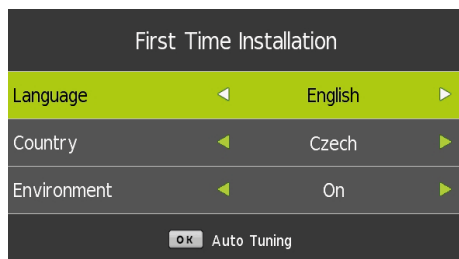 First Time Installation
Language English
Country Czech
Environment On
OK Auto Tuning